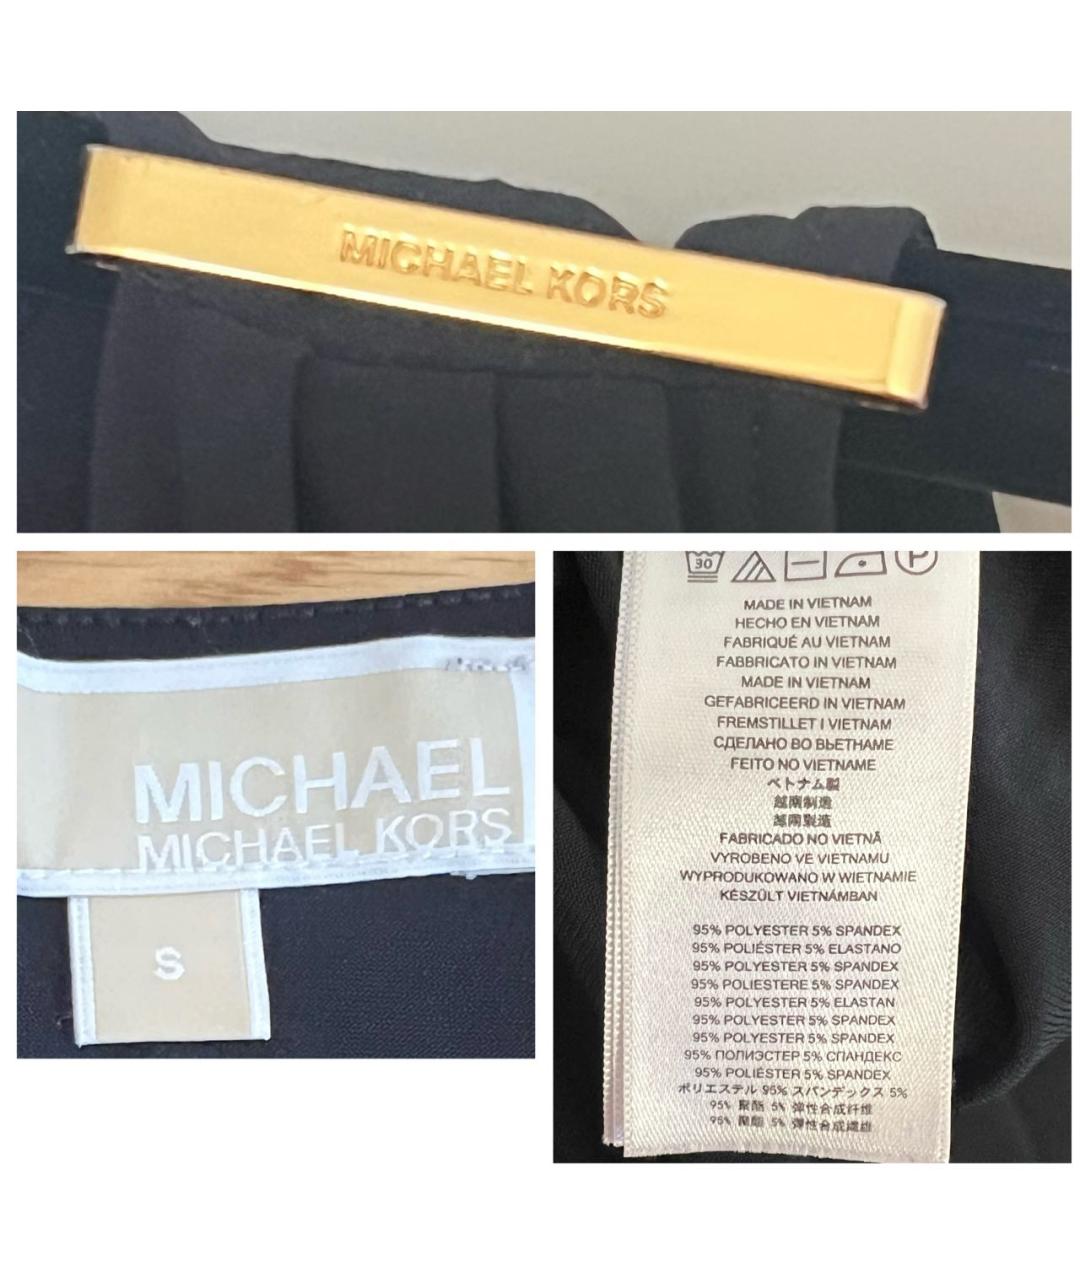 MICHAEL KORS
MICHAEL
MICHAEL KORS
S
30
P
MADE IN VIETNAM
HECHO EN VIETNAM
FABRIQUÉ AU VIETNAM
FABBRICATO IN VIETNAM
MADE IN VIETNAM
GEFABRICEERD IN VIETNAM
FREMSTILLET I VIETNAM
СДЕЛАНО ВО ВЬЕТНАМЕ
FEITO NO VIETNAME
ベトナム製
越南制造
越南製造
FABRICADO NO VIETNÃ
VYROBENO VE VIETNAMU
WYPRODUKOWANO W WIETNAMIE
KÉSZÜLT VIETNÁMBAN
95% POLYESTER 5% SPANDEX
95% POLIÉSTER 5% ELASTANO
95% POLYESTER 5% SPANDEX
95% POLIESTERE 5% SPANDEX
95% POLYESTER 5% ELASTAN
95% POLYESTER 5% SPANDEX
95% POLYESTER 5% SPANDEX
95% ПОЛИЭСТЕР 5% СПАНДЕКС
95% POLIÉSTER 5% SPANDEX
ポリエステル 95% スパンデックス 5%
95% 聚酯 5% 弹性合成纤维
95% 聚酯 5% 彈性合成纖維